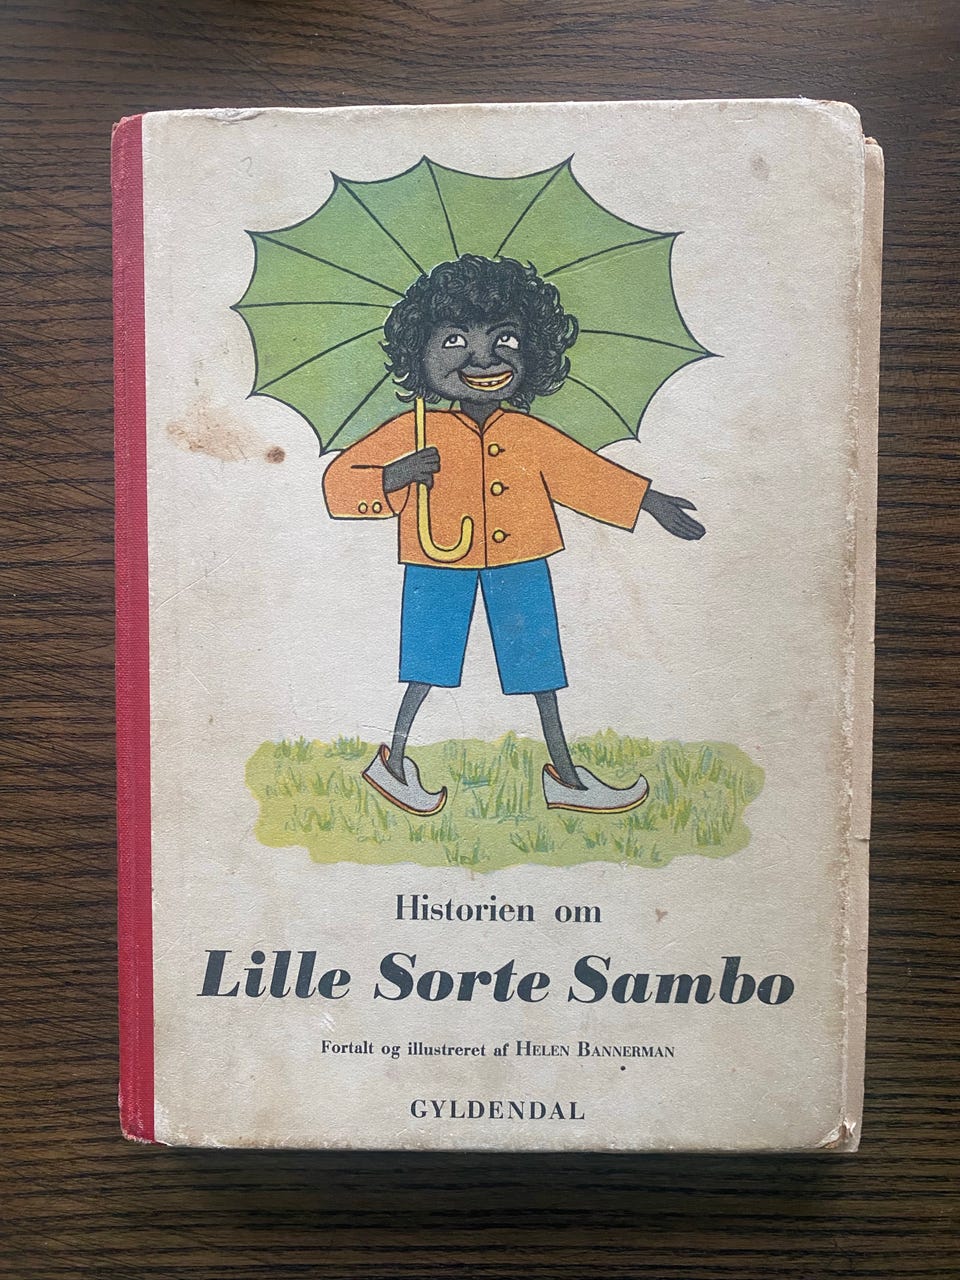 Historien om
Lille Sorte Sambo
Fortalt og illustreret af HELEN BANNERMAN
GYLDENDAL